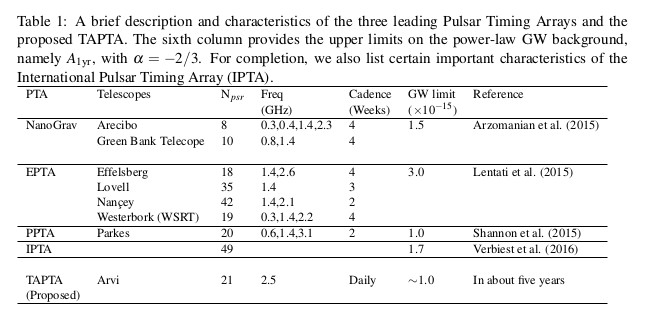 Table 1: A brief description and characteristics of the three leading Pulsar Timing Arrays and the
proposed TAPTA. The sixth column provides the upper limits on the power-law GW background,
namely A1yr, with α = −2/3. For completion, we also list certain important characteristics of the
International Pulsar Timing Array (IPTA).
PTA Telescopes Npsr Freq Cadence GW limit Reference
(GHz) (Weeks) (×10−15)
NanoGrav Arecibo 8 0.3,0.4,1.4,2.3 4 1.5 Arzomanian et al. (2015)
Green Bank Telecope 10 0.8,1.4 4
EPTA Effelsberg 18 1.4,2.6 4 3.0 Lentati et al. (2015)
Lovell 35 1.4 3
Nançey 42 1.4,2.1 2
Westerbork (WSRT) 19 0.3,1.4,2.2 4
PPTA Parkes 20 0.6,1.4,3.1 2 1.0 Shannon et al. (2015)
IPTA 49 1.7 Verbiest et al. (2016)
TAPTA Arvi 21 2.5 Daily ∼1.0 In about five years
(Proposed)